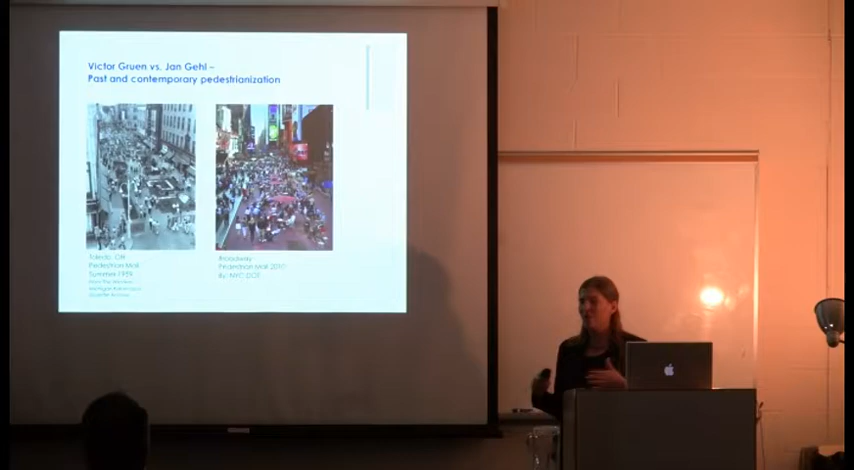 Victor Gruen vs. Jan Gehl –
Past and contemporary pedestrianization
Toledo, OH
Pedestrian Mall
Summer 1959
Broadway
Pedestrian Mall 2010
By: NYC DOT